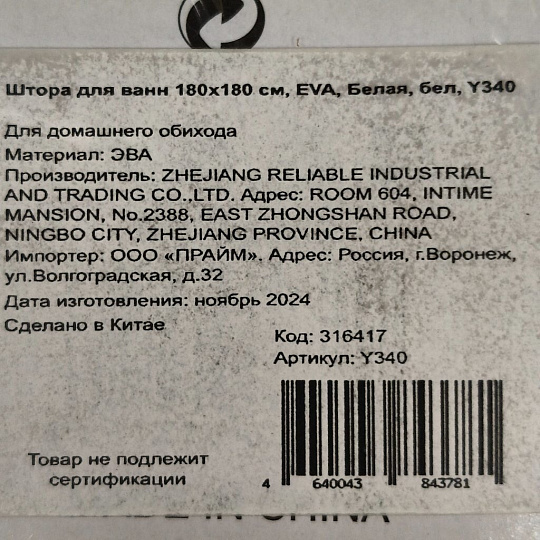 Штора для ванн 180х180 см, EVA, Белая, бел, Y340
Для домашнего обихода
Материал: ЭВА
Производитель: ZHEJIANG RELIABLE INDUSTRIAL
AND TRADING CO.,LTD. Адрес: ROOM 604, INTIME
MANSION, No.2388, EAST ZHONGSHAN ROAD,
NINGBO CITY, ZHEJIANG PROVINCE, CHINA
Импортер: ООО «ПРАЙМ». Адрес: Россия, г.Воронеж,
ул.Волгоградская, д.32
Дата изготовления: ноябрь 2024
Сделано в Китае
Код: 316417
Артикул: Y340
Товар не подлежит
сертификации
4 640043 843781
IN CHINA